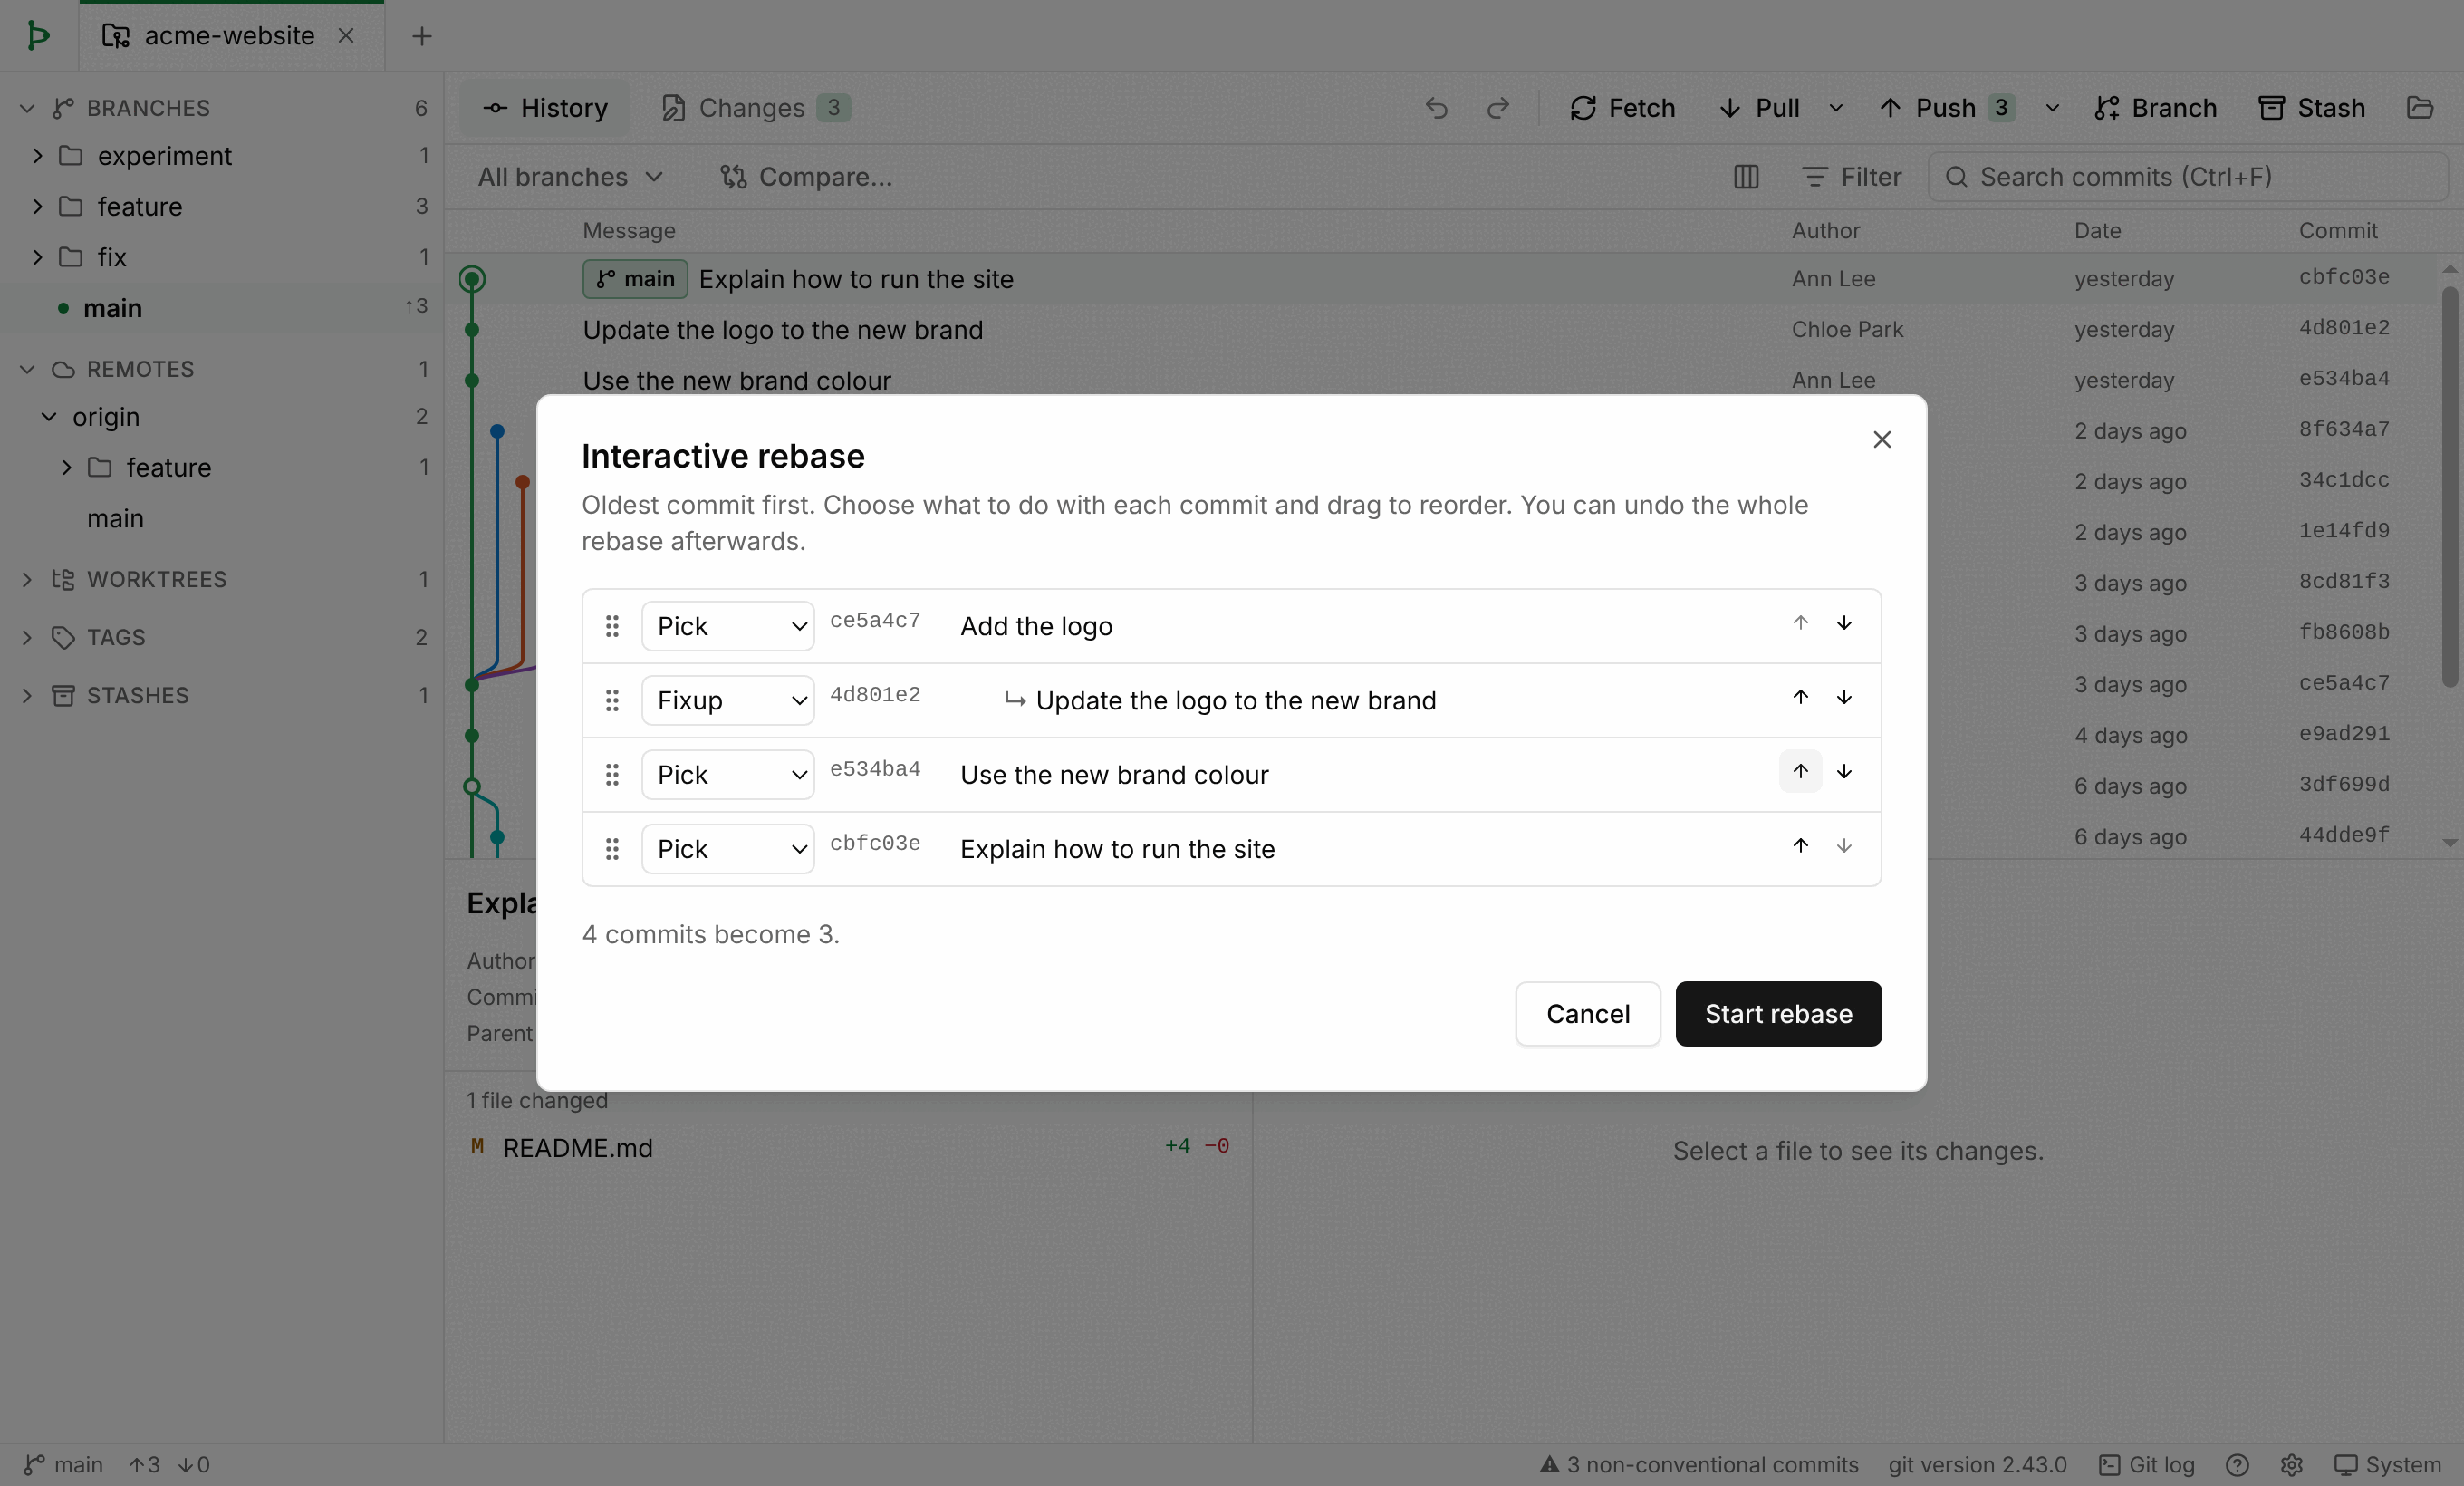 acme-website
BRANCHES 6
experiment 1
feature 3
fix 1
main ↑3
REMOTES 1
origin 2
feature 1
main
WORKTREES 1
TAGS 2
STASHES 1
History Changes 3 Fetch Pull Push 3 Branch Stash
All branches Compare... Filter Search commits (Ctrl+F)
Message Author Date Commit
main Explain how to run the site Ann Lee yesterday cbfc03e
Update the logo to the new brand Chloe Park yesterday 4d801e2
Use the new brand colour Ann Lee yesterday e534ba4
2 days ago 8f634a7
2 days ago 34c1dcc
2 days ago 1e14fd9
3 days ago 8cd81f3
3 days ago fb8608b
3 days ago ce5a4c7
4 days ago e9ad291
6 days ago 3df699d
6 days ago 44dde9f
Interactive rebase
Oldest commit first. Choose what to do with each commit and drag to reorder. You can undo the whole
rebase afterwards.
Pick ce5a4c7 Add the logo ↑ ↓
Fixup 4d801e2 ↳ Update the logo to the new brand ↑ ↓
Pick e534ba4 Use the new brand colour ↑ ↓
Pick cbfc03e Explain how to run the site ↑ ↓
4 commits become 3.
Cancel Start rebase
Expla
Author
Commi
Parent
1 file changed
M README.md +4 −0
Select a file to see its changes.
main ↑3 ↓0 3 non-conventional commits git version 2.43.0 Git log System